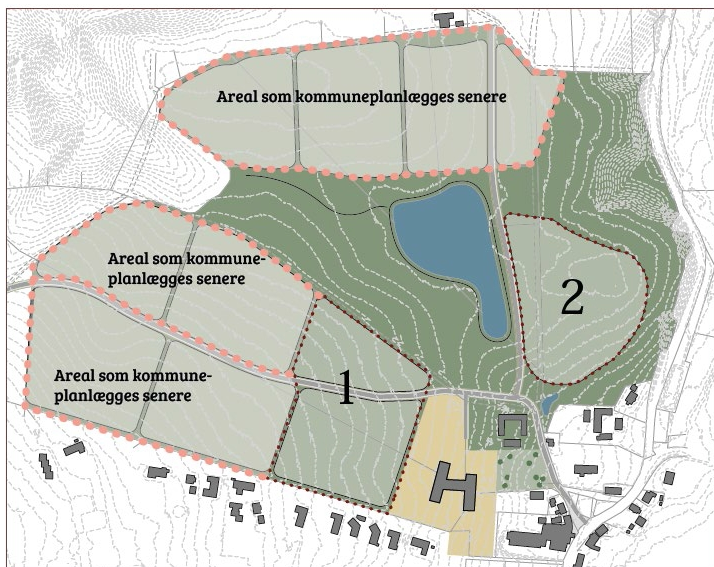 Areal som kommuneplanlægges senere
Areal som kommune-
planlægges senere
2
Areal som kommune-
planlægges senere
1